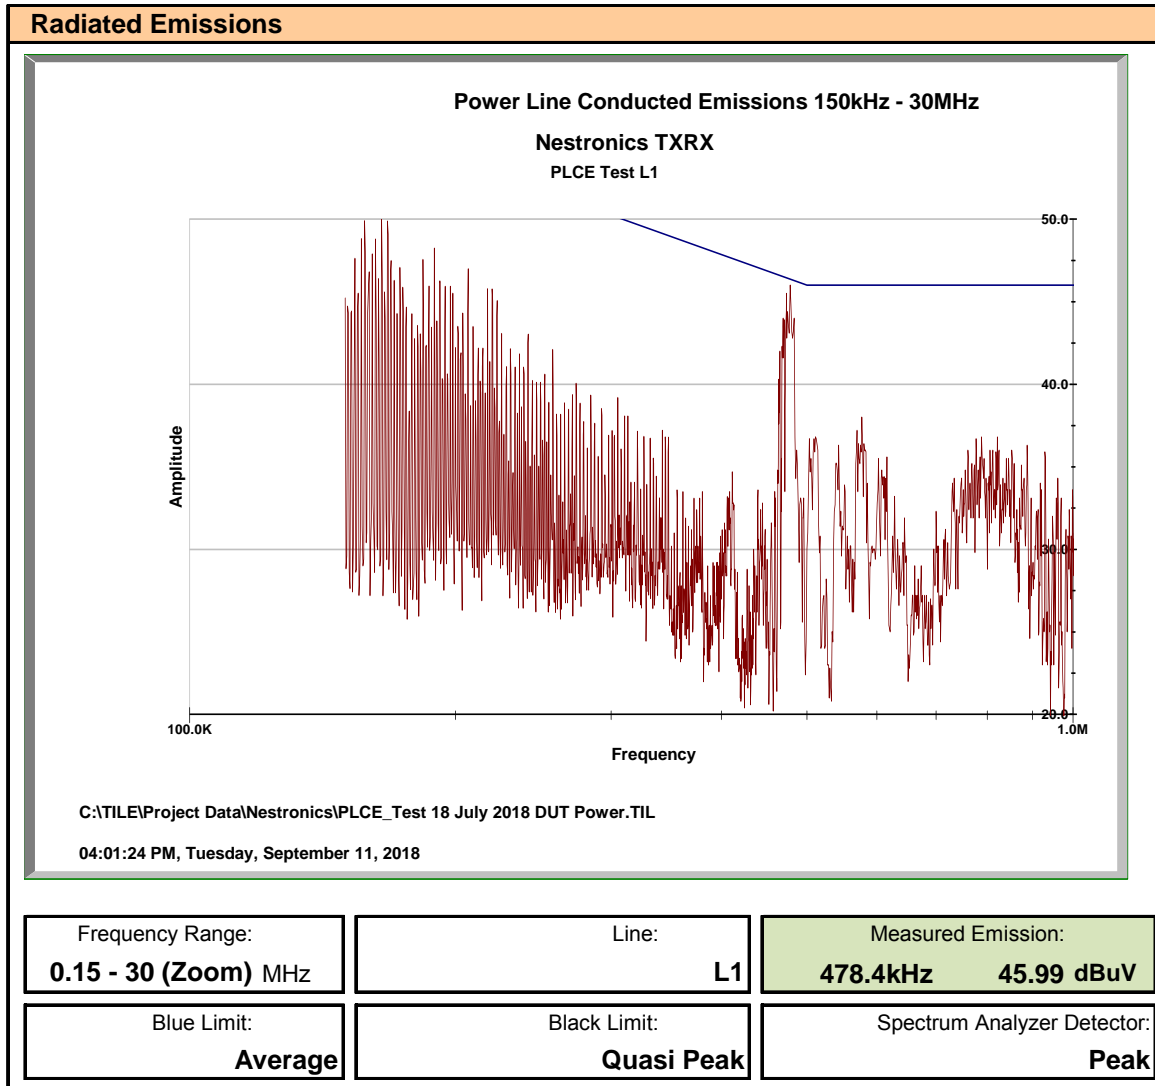 Radiated Emissions
Power Line Conducted Emissions 150kHz - 30MHz
Nestronics TXRX
PLCE Test L1
50.0
40.0
30.0
20.0
Amplitude
100.0K
1.0M
Frequency
C:\TILE\Project Data\Nestronics\PLCE_Test 18 July 2018 DUT Power.TIL
04:01:24 PM, Tuesday, September 11, 2018
Frequency Range:
0.15 - 30 (Zoom) MHz
Line:
L1
Measured Emission:
478.4kHz 45.99 dBuV
Blue Limit:
Average
Black Limit:
Quasi Peak
Spectrum Analyzer Detector:
Peak